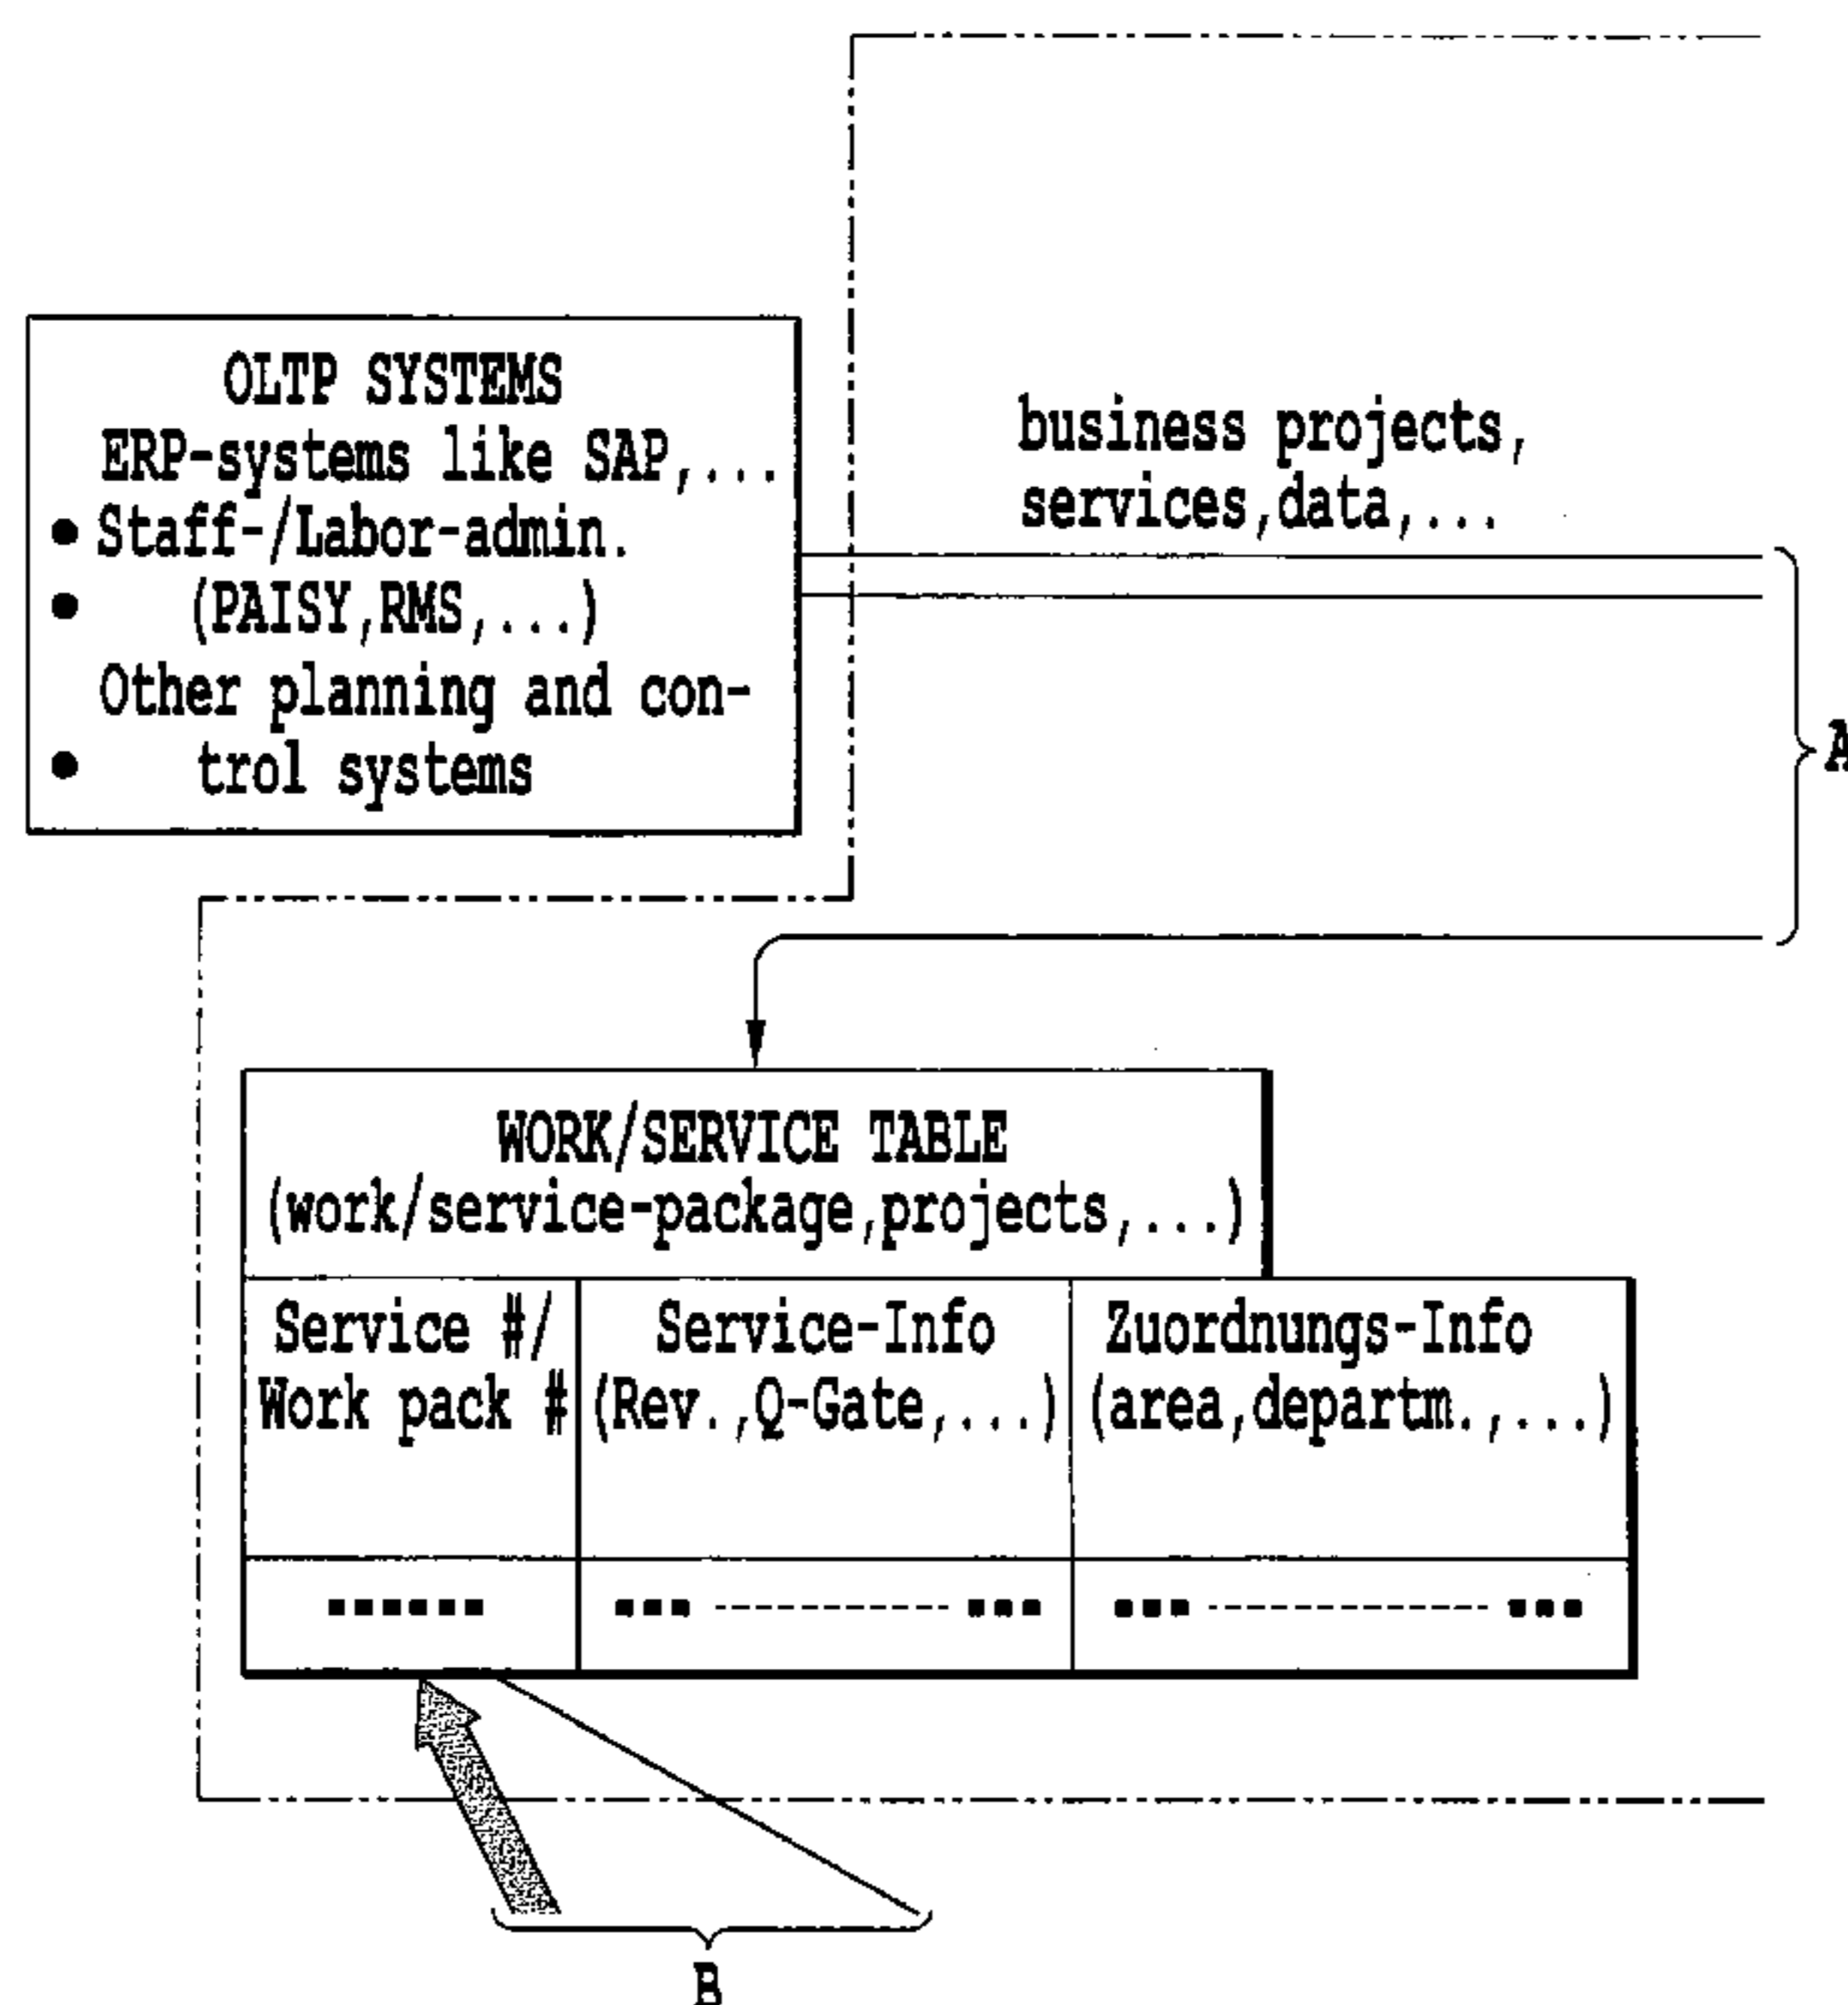 OLTP SYSTEMS
ERP-systems like SAP,...
● Staff-/Labor-admin.
● (PAISY,RMS,...)
Other planning and con-
● trol systems
business projects,
services,data,...
A
WORK/SERVICE TABLE
(work/service-package,projects,...)
Service #/
Work pack #
Service-Info
(Rev.,Q-Gate,...)
Zuordnungs-Info
(area,departm.,...)
B